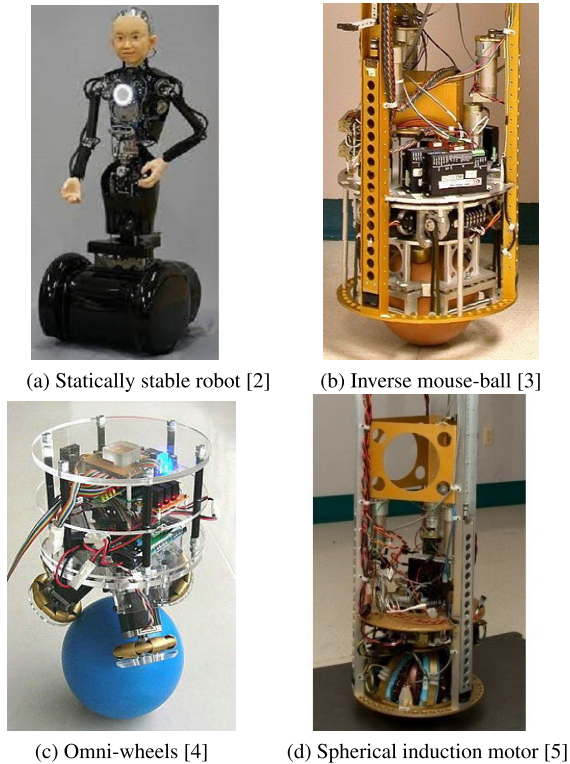 (a) Statically stable robot [2]
(b) Inverse mouse-ball [3]
(c) Omni-wheels [4]
(d) Spherical induction motor [5]